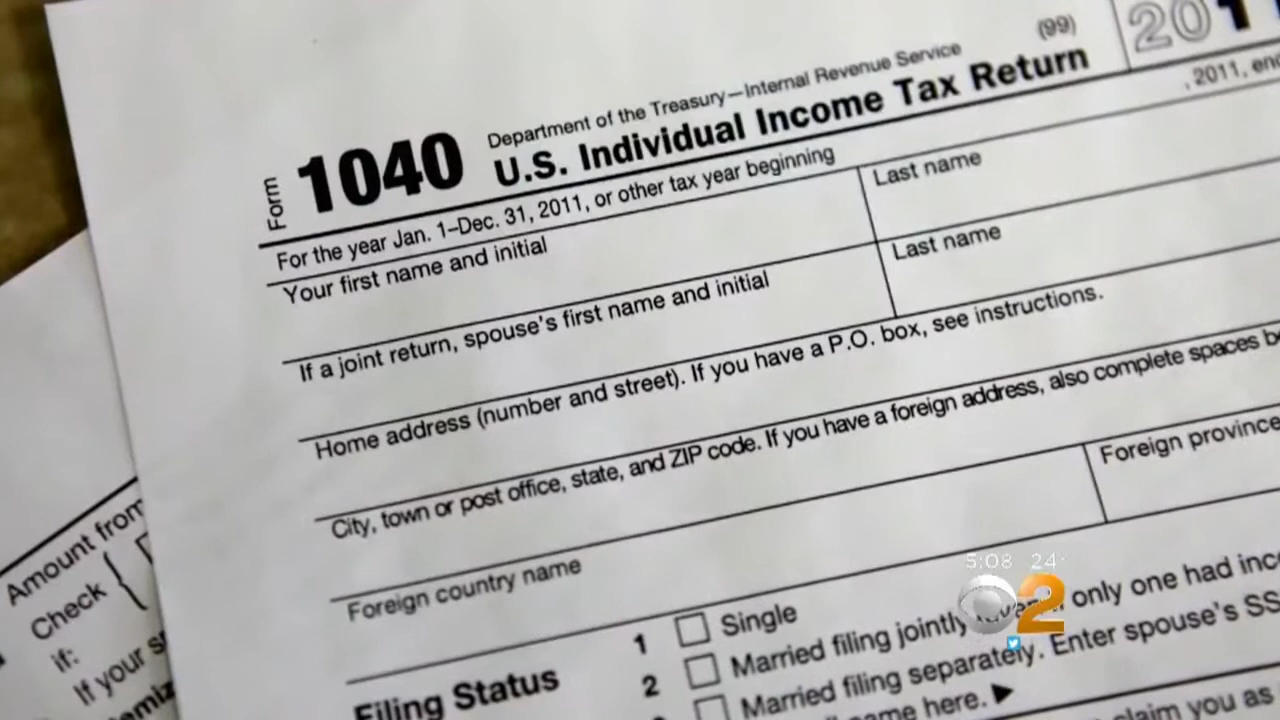 (99)
Department of the Treasury—Internal Revenue Service
Form 1040 U.S. Individual Income Tax Return
For the year Jan. 1–Dec. 31, 2011, or other tax year beginning
, 2011,
Your first name and initial
Last name
If a joint return, spouse's first name and initial
Last name
Home address (number and street). If you have a P.O. box, see instructions.
City, town or post office, state, and ZIP code. If you have a foreign address, also complete spaces
Foreign country name
Foreign province
Filing Status
1 Single
2 Married filing jointly only one had
Married filing separately. Enter spouse's
here. ▶
claim you as
Amount from
Check {
if:
If your
5:08 24°
2